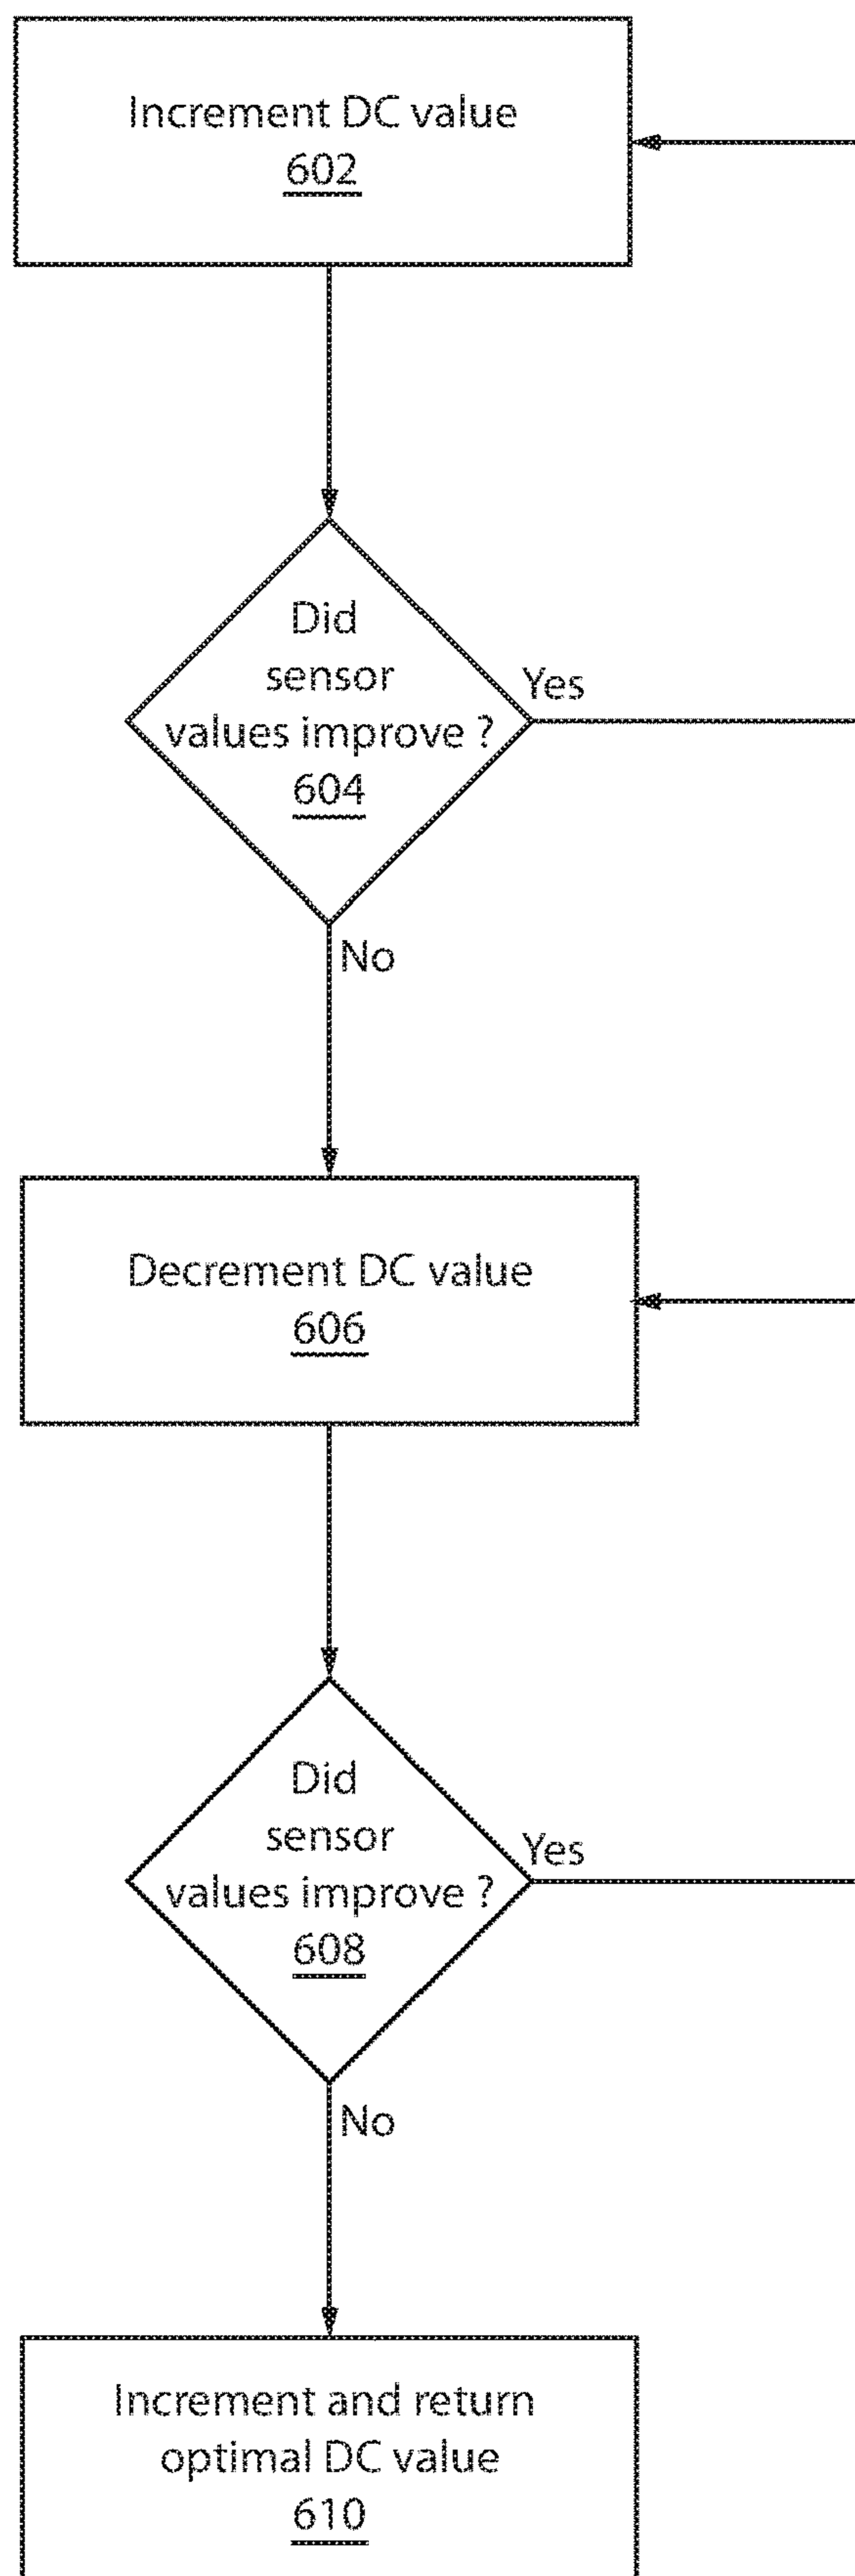 Increment DC value
602
Did
sensor
values improve ?
604
Yes
No
Decrement DC value
606
Did
sensor
values improve ?
608
Yes
No
Increment and return
optimal DC value
610